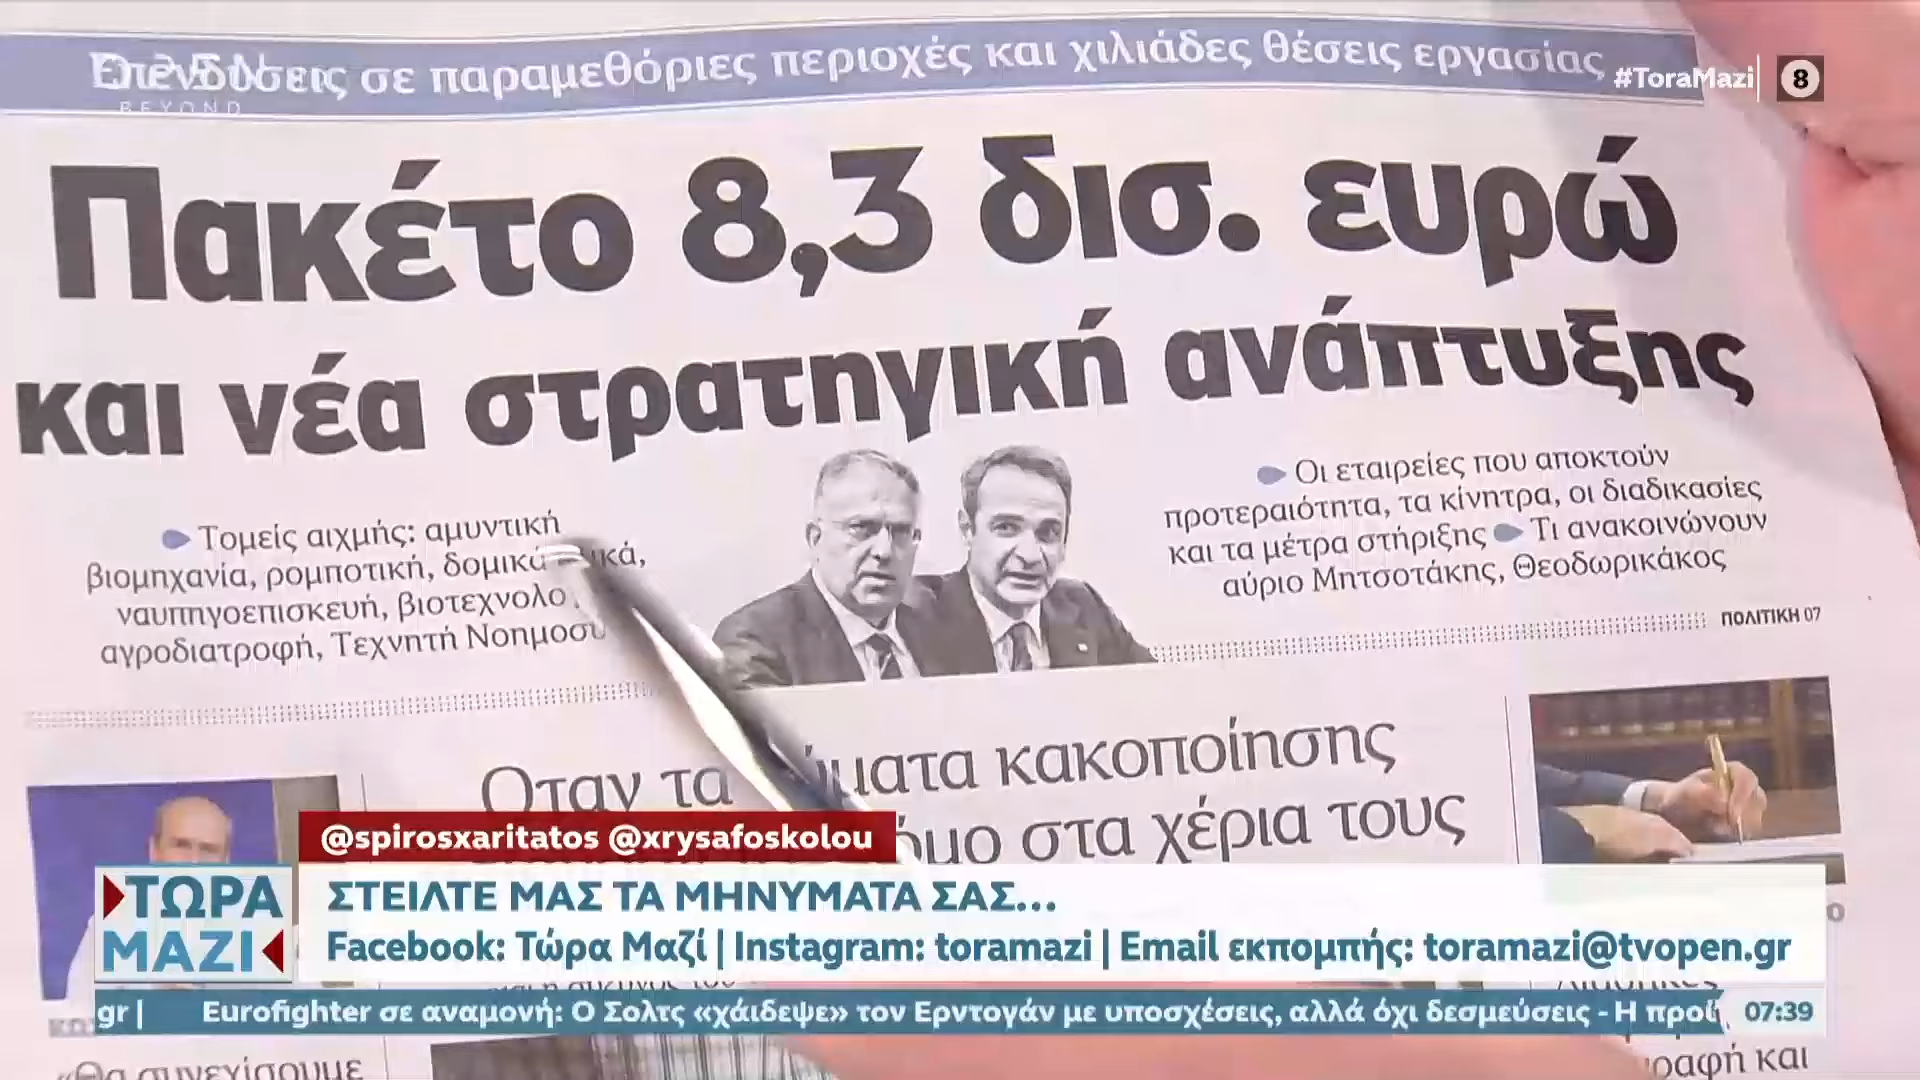 Επενδύσεις σε παραμεθόριες περιοχές και χιλιάδες θέσεις εργασίας
BEYOND
#ToraMazi
8
Πακέτο 8,3 δισ. ευρώ
και νέα στρατηγική ανάπτυξης
Τομείς αιχμής: αμυντική
βιομηχανία, ρομποτική, δομικά
ναυπηγοεπισκευή,
αγροδιατροφή, Τεχνητή
Οι εταιρείες που αποκτούν
προτεραιότητα, τα κίνητρα, οι διαδικασίες
και τα μέτρα στήριξης Τι ανακοινώνουν
αύριο Μητσοτάκης, Θεοδωρικάκος
ΠΟΛΙΤΙΚΗ 07
Οταν τα κακοποίησης
στα χέρια τους
@spirosxaritatos @xrysafoskolou
ΤΩΡΑ
ΜΑΖΙ
ΣΤΕΙΛΤΕ ΜΑΣ ΤΑ ΜΗΝΥΜΑΤΑ ΣΑΣ...
Facebook: Τώρα Μαζί | Instagram: toramazi | Email εκπομπής: toramazi@tvopen.gr
gr | Eurofighter σε αναμονή: Ο Σολτς «χάιδεψε» τον Ερντογάν με υποσχέσεις, αλλά όχι δεσμεύσεις - Η
07:39
«Θα συνεχίσουμε
και